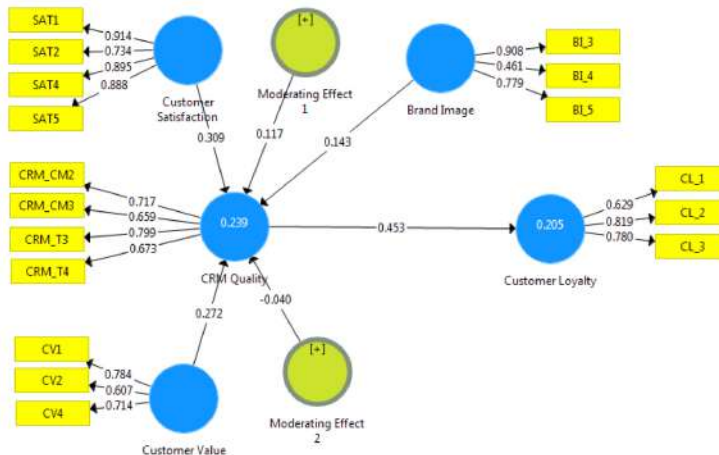 SAT1
SAT2
SAT4
SAT5
0.914
0.734
0.895
0.888
Customer
Satisfaction
[+]
Moderating Effect
1
Brand Image
0.908
0.461
0.779
BI_3
BI_4
BI_5
0.309
0.117
0.143
CRM_CM2
CRM_CM3
CRM_T3
CRM_T4
0.717
0.659
0.799
0.673
0.239
CRM Quality
0.453
0.205
Customer Loyalty
0.629
0.819
0.780
CL_1
CL_2
CL_3
0.272
-0.040
CV1
CV2
CV4
0.784
0.607
0.714
Customer Value
[+]
Moderating Effect
2